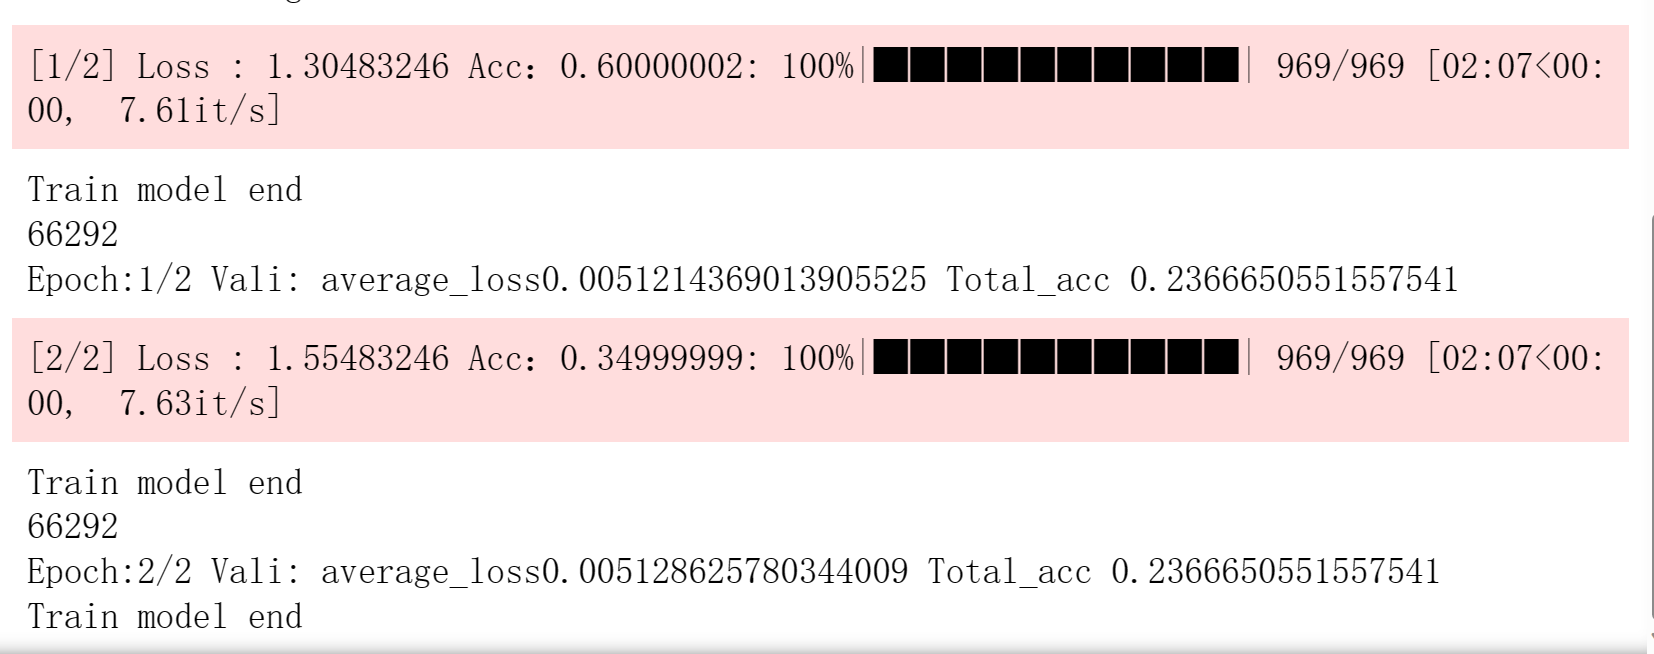 [1/2] Loss : 1.30483246 Acc: 0.60000002: 100%|██████████| 969/969 [02:07<00:
00,  7.61it/s]
Train model end
66292
Epoch:1/2 Vali: average_loss0.0051214369013905525 Total_acc 0.2366650551557541
[2/2] Loss : 1.55483246 Acc: 0.34999999: 100%|██████████| 969/969 [02:07<00:
00,  7.63it/s]
Train model end
66292
Epoch:2/2 Vali: average_loss0.005128625780344009 Total_acc 0.2366650551557541
Train model end